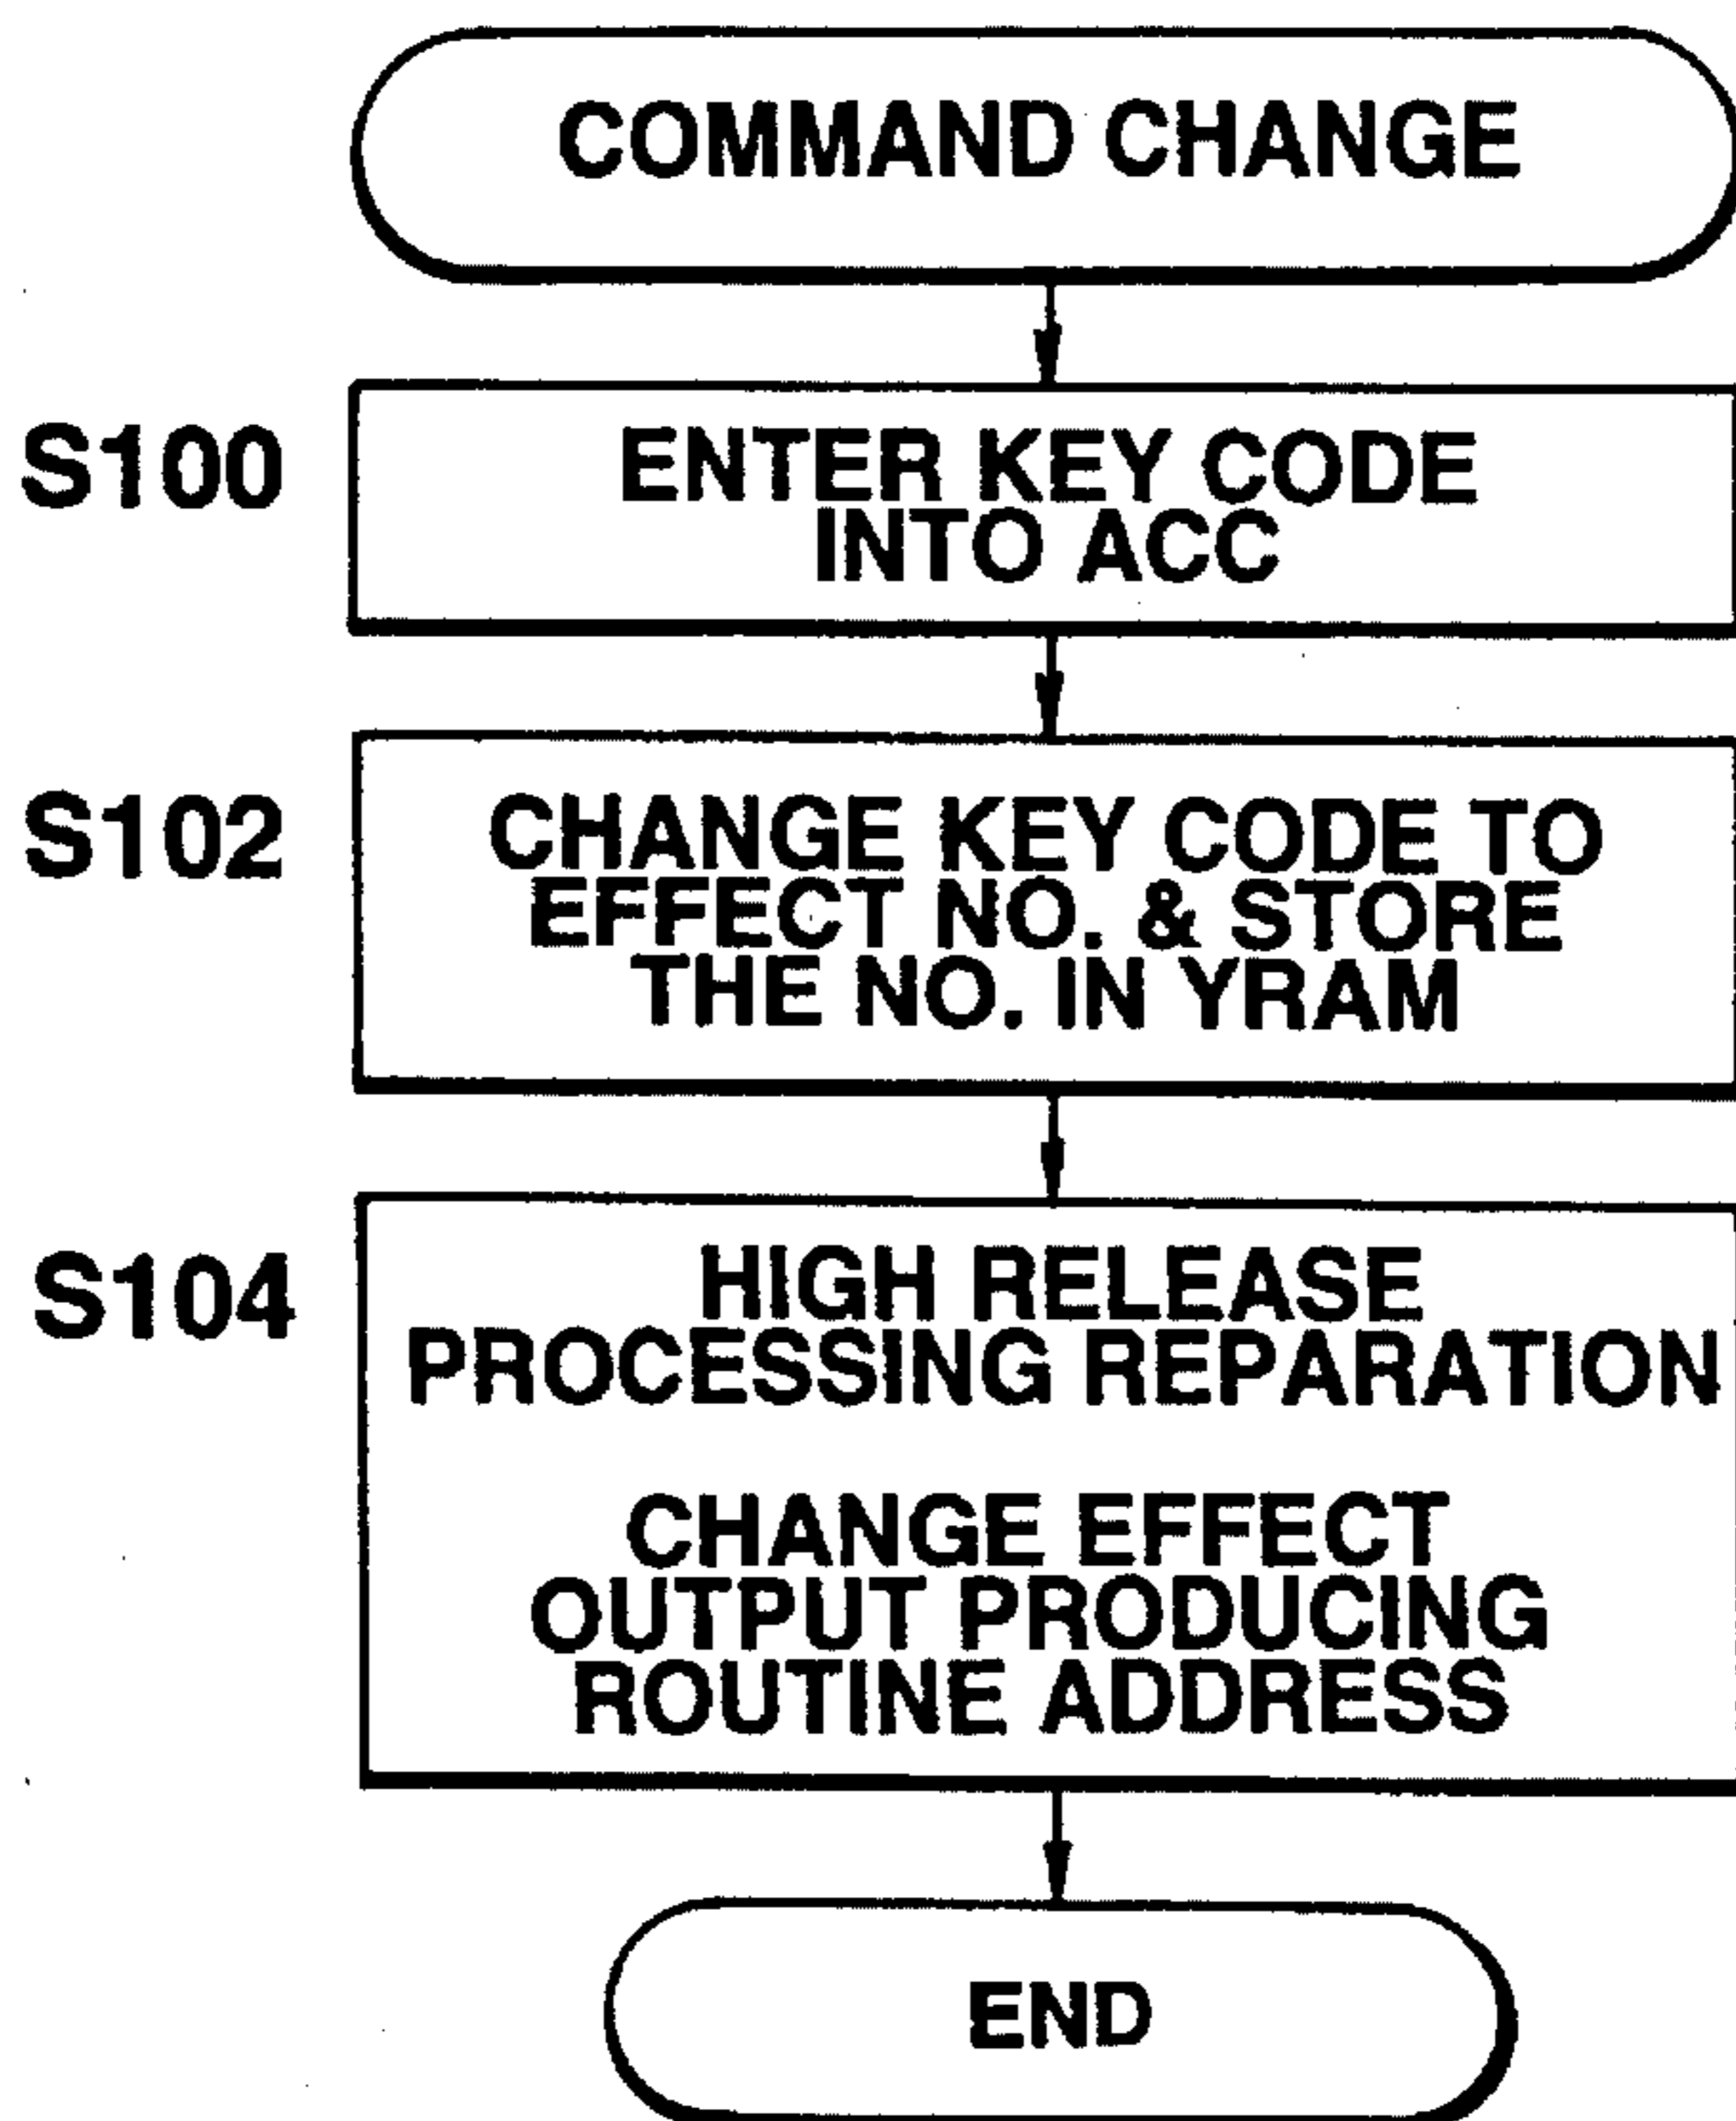 COMMAND CHANGE
S100
ENTER KEY CODE
INTO ACC
S102
CHANGE KEY CODE TO
EFFECT NO. & STORE
THE NO. IN YRAM
S104
HIGH RELEASE
PROCESSING REPARATION
CHANGE EFFECT
OUTPUT PRODUCING
ROUTINE ADDRESS
END